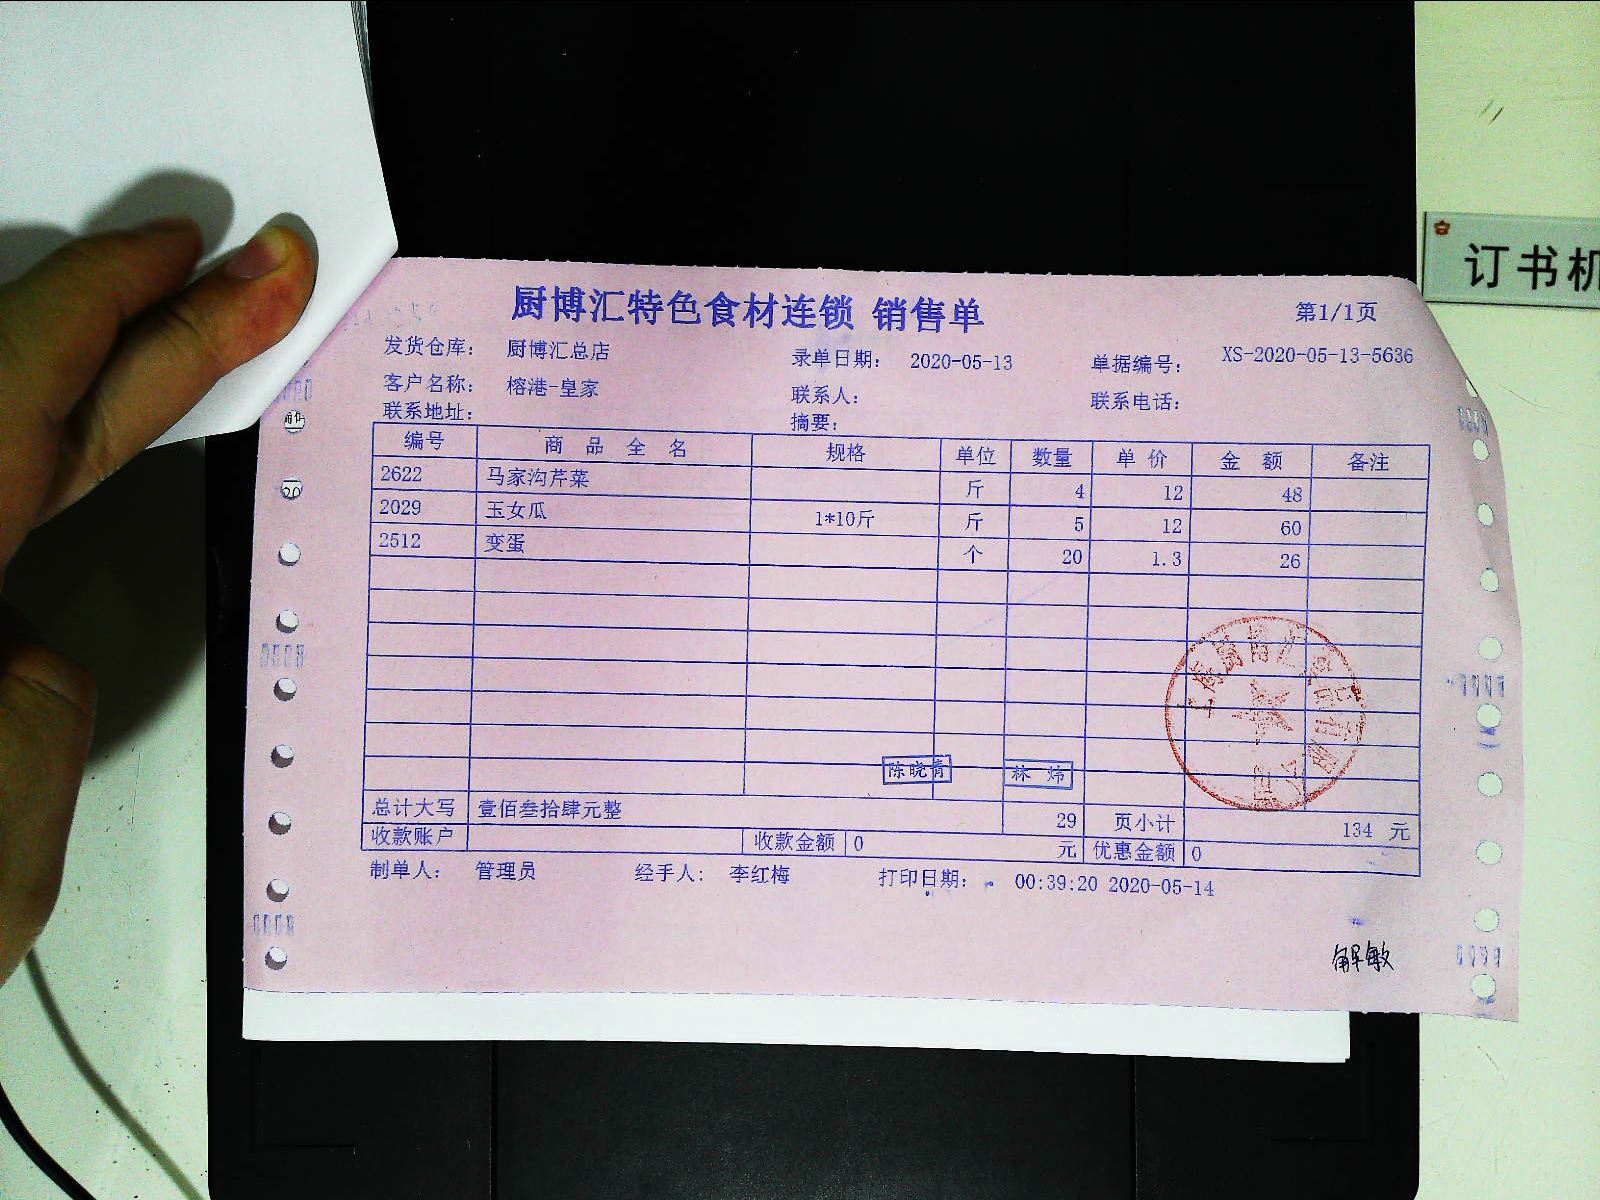 订书机
厨博汇特色食材连锁 销售单 第1/1页
发货仓库: 厨博汇总店 录单日期: 2020-05-13 单据编号: XS-2020-05-13-5636
客户名称: 榕港-皇家 联系人: 联系电话:
联系地址: 摘要:
编号 商品全名 规格 单位 数量 单价 金额 备注
2622 马家沟芹菜 斤 4 12 48
2029 玉女瓜 1*10斤 斤 5 12 60
2512 变蛋 个 20 1.3 26
陈晓青 林炜
总计大写 壹佰叁拾肆元整 29 页小计 134 元
收款账户 收款金额 0 元 优惠金额 0
制单人: 管理员 经手人: 李红梅 打印日期: 00:39:20 2020-05-14
解敏